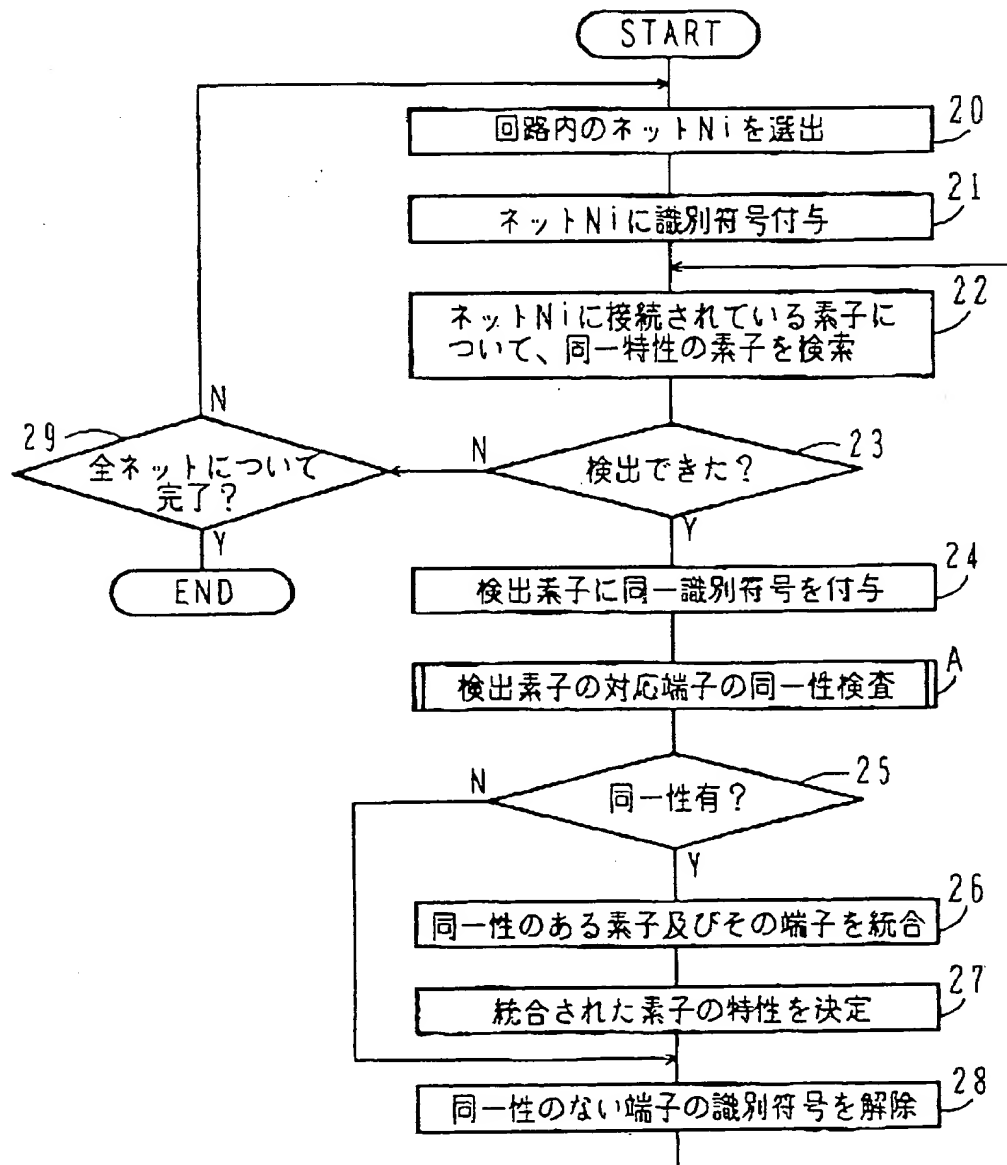 START
20
回路内のネットNiを選出
21
ネットNiに識別符号付与
22
ネットNiに接続されている素子に
ついて、同一特性の素子を検索
N
29
全ネットについて
完了?
Y
END
N
23
検出できた?
Y
24
検出素子に同一識別符号を付与
A
検出素子の対応端子の同一性検査
N
25
同一性有?
Y
26
同一性のある素子及びその端子を統合
27
統合された素子の特性を決定
28
同一性のない端子の識別符号を解除